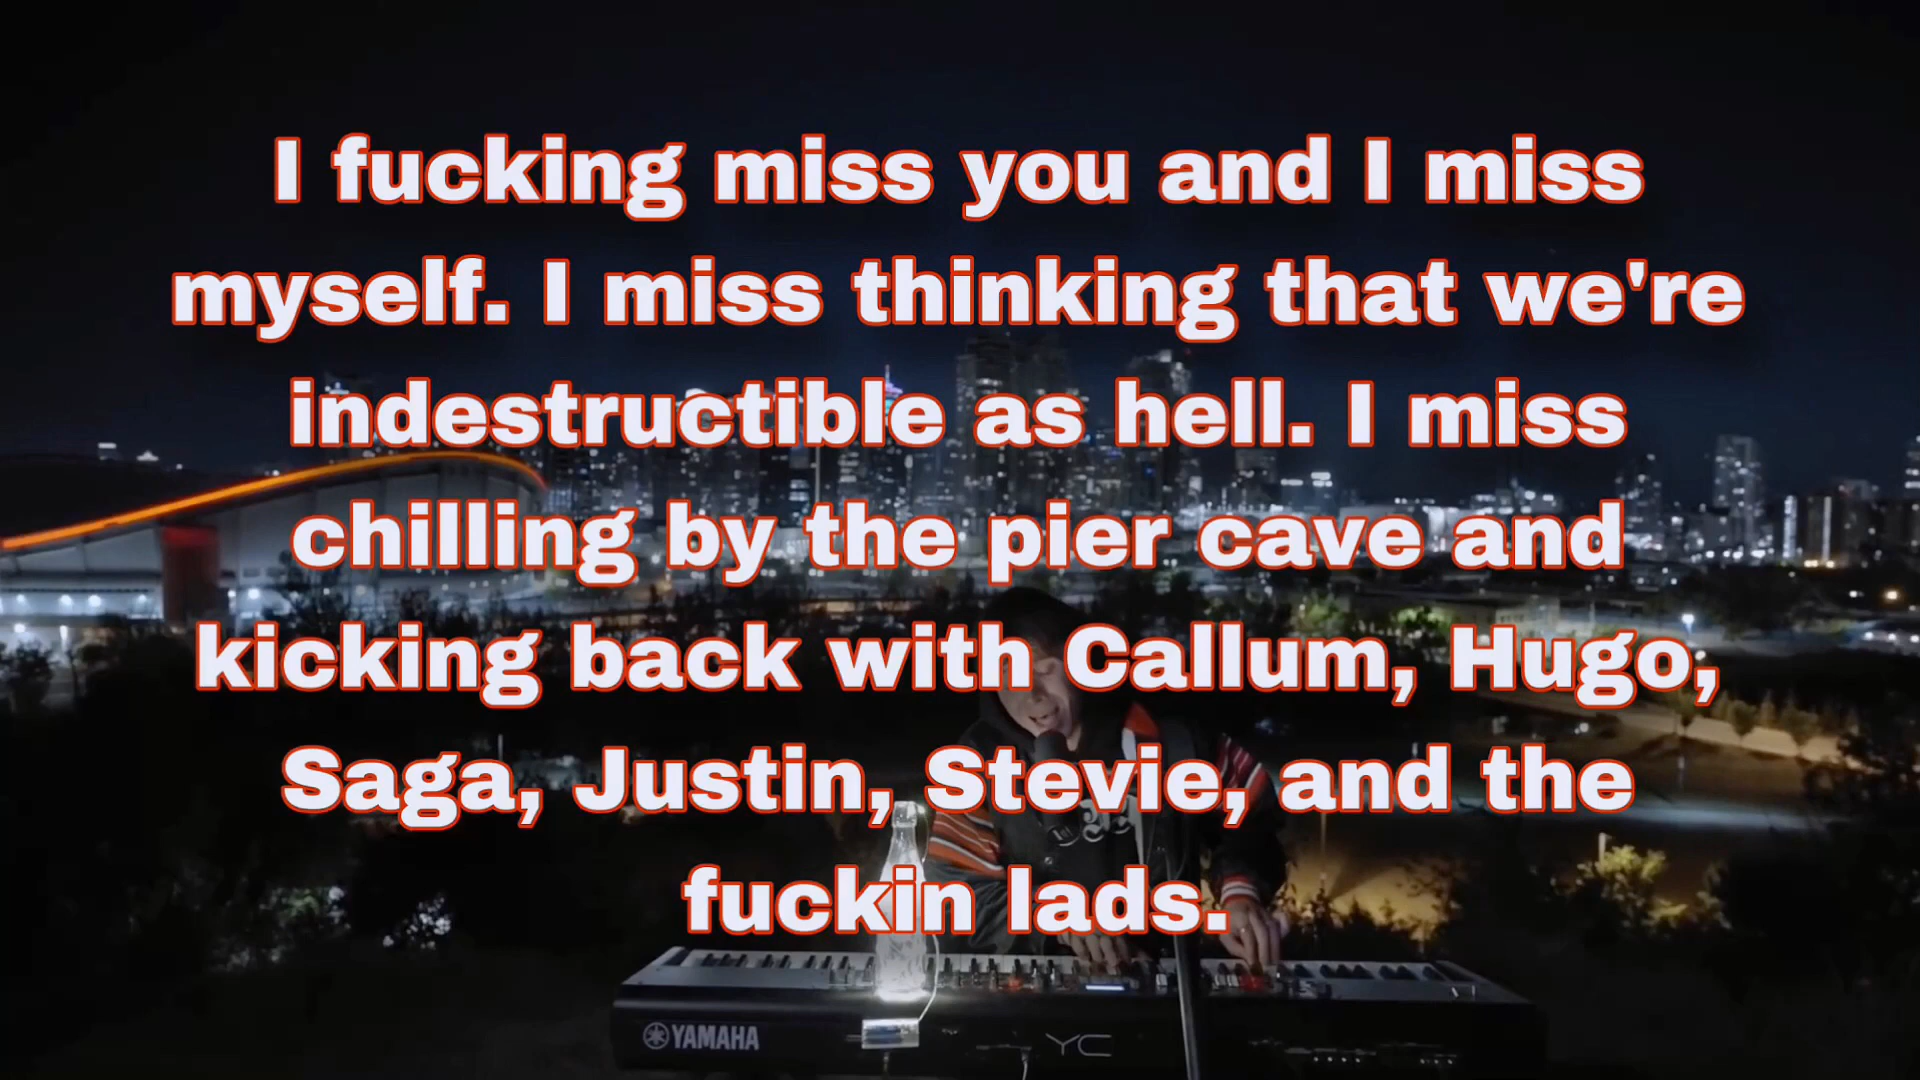 I fucking miss you and I miss
myself. I miss thinking that we're
indestructible as hell. I miss
chilling by the pier cave and
kicking back with Callum, Hugo,
Saga, Justin, Stevie, and the
fuckin lads.
YAMAHA
YC